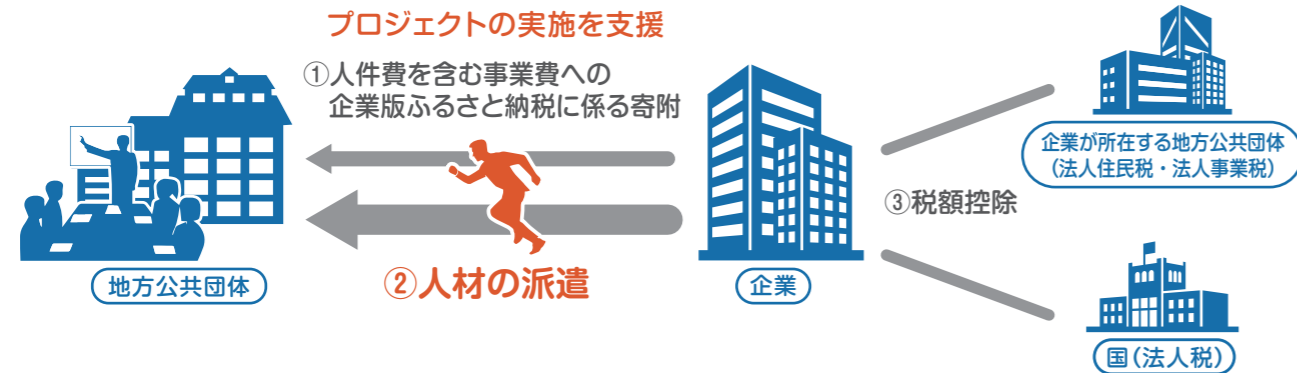 プロジェクトの実施を支援
①人件費を含む事業費への
企業版ふるさと納税に係る寄附
②人材の派遣
地方公共団体
企業
③税額控除
企業が所在する地方公共団体
(法人住民税・法人事業税)
国(法人税)